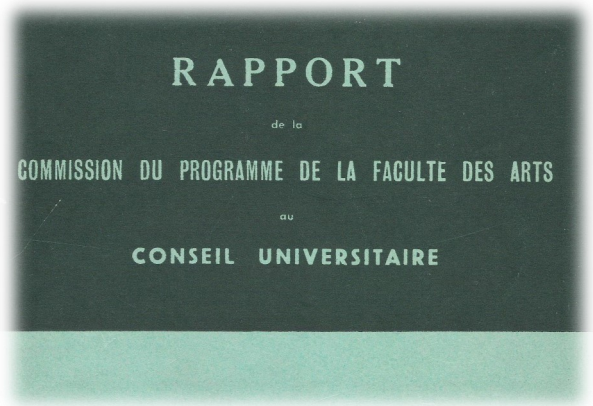 RAPPORT
de la
COMMISSION DU PROGRAMME DE LA FACULTE DES ARTS
au
CONSEIL UNIVERSITAIRE